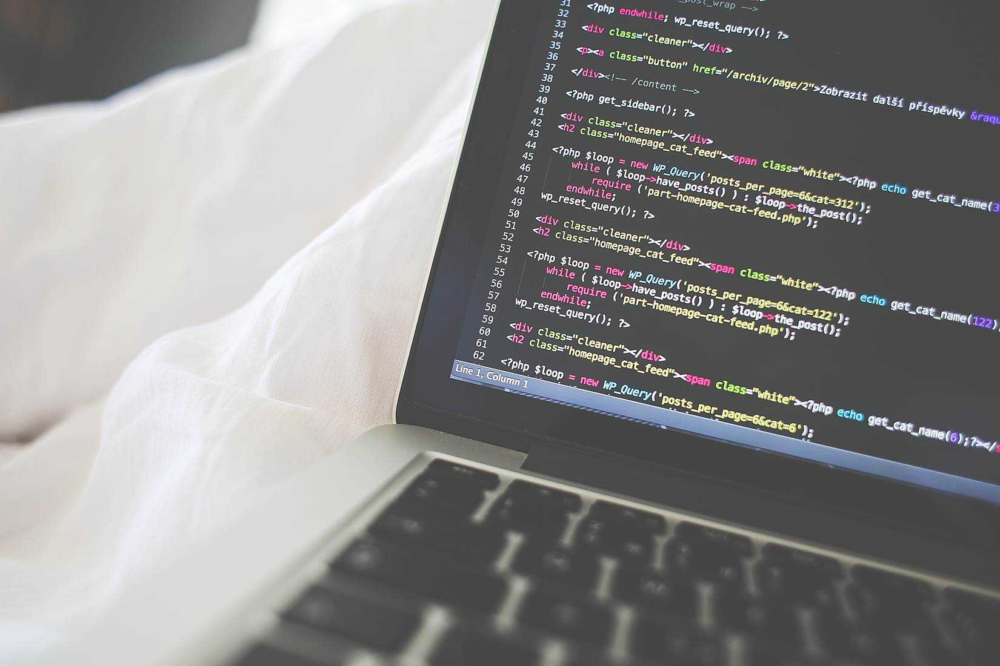 31
_post_wrap -->
32 <?php endwhile; wp_reset_query(); ?>
33
34 <div class="cleaner"></div>
35
36 <p><a class="button" href="/archiv/page/2">Zobrazit další příspěvky &raqu
37
38 </div><!-- /content -->
39
40 <?php get_sidebar(); ?>
41
42 <div class="cleaner"></div>
43 <h2 class="homepage_cat_feed"><span class="white"><?php echo get_cat_name(3
44
45 <?php $loop = new WP_Query('posts_per_page=6&cat=312');
46 while ( $loop->have_posts() ) : $loop->the_post();
47 require ('part-homepage-cat-feed.php');
48 endwhile;
49 wp_reset_query(); ?>
50
51 <div class="cleaner"></div>
52 <h2 class="homepage_cat_feed"><span class="white"><?php echo get_cat_name(122);
53
54 <?php $loop = new WP_Query('posts_per_page=6&cat=122');
55 while ( $loop->have_posts() ) : $loop->the_post();
56 require ('part-homepage-cat-feed.php');
57 endwhile;
58 wp_reset_query(); ?>
59
60 <div class="cleaner"></div>
61 <h2 class="homepage_cat_feed"><span class="white"><?php echo get_cat_name(6);?></s
62
<?php $loop = new WP_Query('posts_per_page=6&cat=6');
Line 1, Column 1